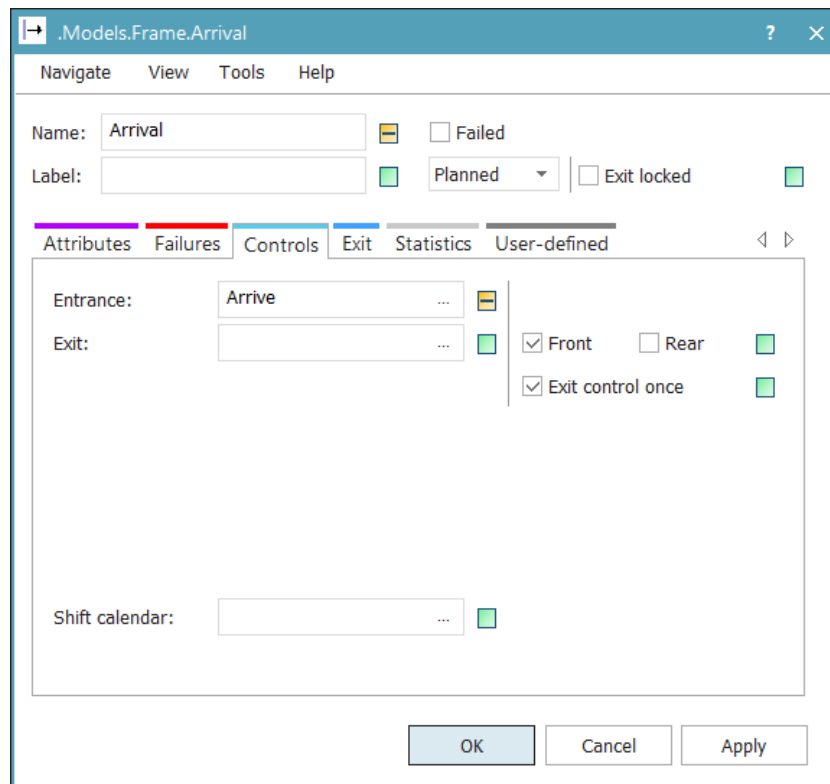 .Models.Frame.Arrival ?
Navigate View Tools Help
Name: Arrival Failed
Label: Planned Exit locked
Attributes Failures Controls Exit Statistics User-defined
Entrance: Arrive ...
Exit: ... Front Rear
Exit control once
Shift calendar: ...
OK Cancel Apply